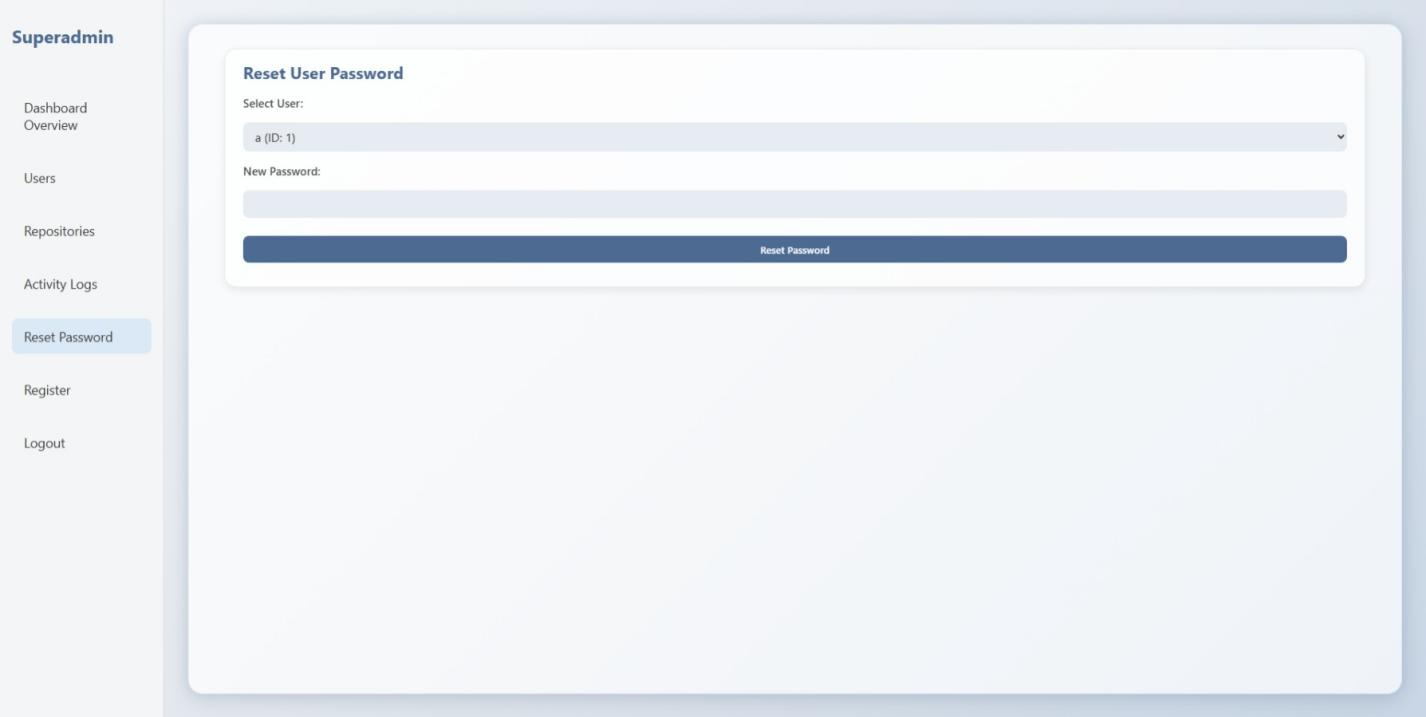 Superadmin
Dashboard
Overview
Users
Repositories
Activity Logs
Reset Password
Register
Logout
Reset User Password
Select User:
a (ID: 1)
New Password:
Reset Password